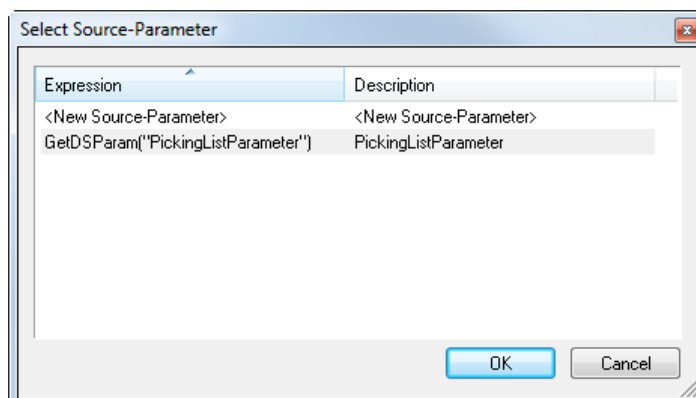 Select Source-Parameter
Expression Description
<New Source-Parameter> <New Source-Parameter>
GetDSParam("PickingListParameter") PickingListParameter
OK Cancel